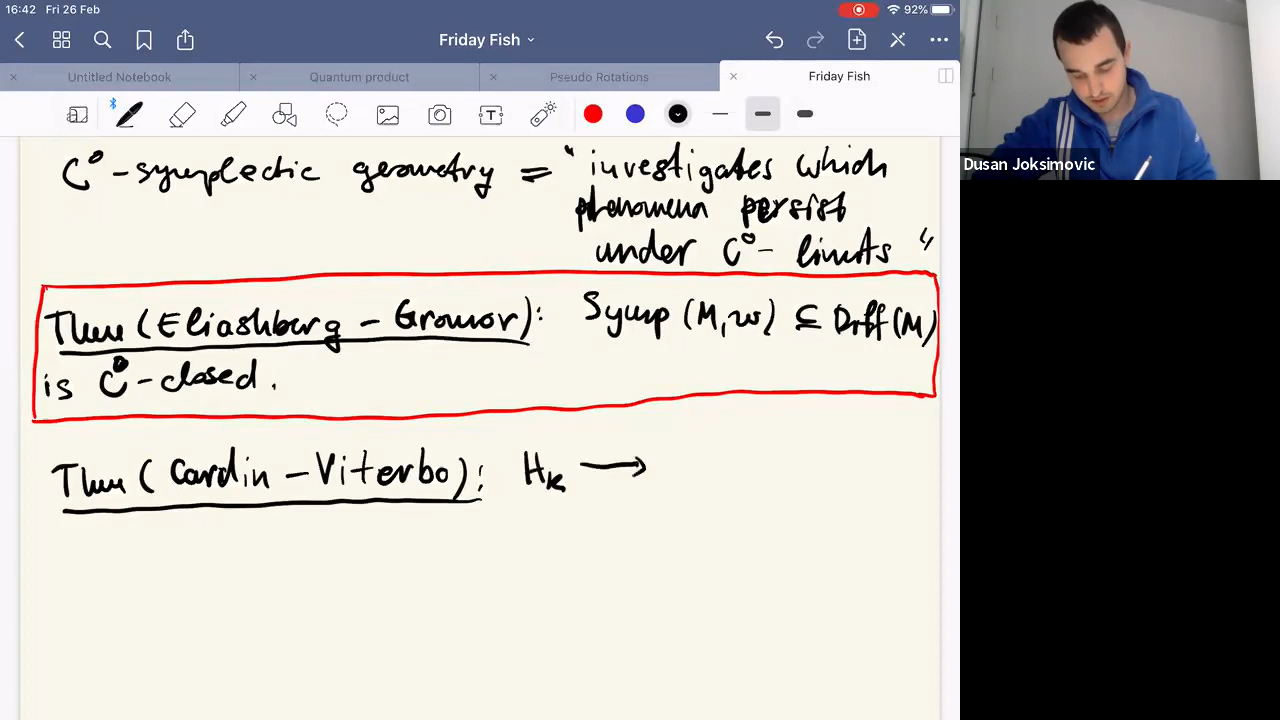 16:42 Fri 26 Feb
92%
Friday Fish
Untitled Notebook
Quantum product
Pseudo Rotations
Friday Fish
T
C⁰-symplectic geometry = "investigates which
phenomena persist
under C⁰-limits"
Thm (Eliashberg - Gromov): Symp (M,ω) ⊆ Diff(M)
is C⁰-closed.
Thm (Cardin - Viterbo): Hₖ ⟶
Dusan Joksimovic